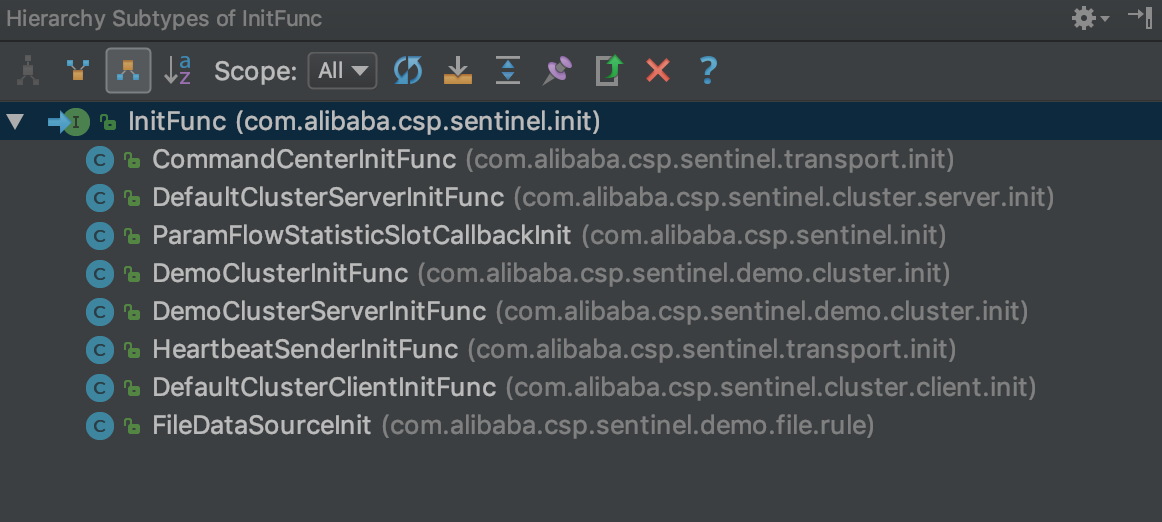 Hierarchy Subtypes of InitFunc
Scope: All
InitFunc (com.alibaba.csp.sentinel.init)
CommandCenterInitFunc (com.alibaba.csp.sentinel.transport.init)
DefaultClusterServerInitFunc (com.alibaba.csp.sentinel.cluster.server.init)
ParamFlowStatisticSlotCallbackInit (com.alibaba.csp.sentinel.init)
DemoClusterInitFunc (com.alibaba.csp.sentinel.demo.cluster.init)
DemoClusterServerInitFunc (com.alibaba.csp.sentinel.demo.cluster.init)
HeartbeatSenderInitFunc (com.alibaba.csp.sentinel.transport.init)
DefaultClusterClientInitFunc (com.alibaba.csp.sentinel.cluster.client.init)
FileDataSourceInit (com.alibaba.csp.sentinel.demo.file.rule)